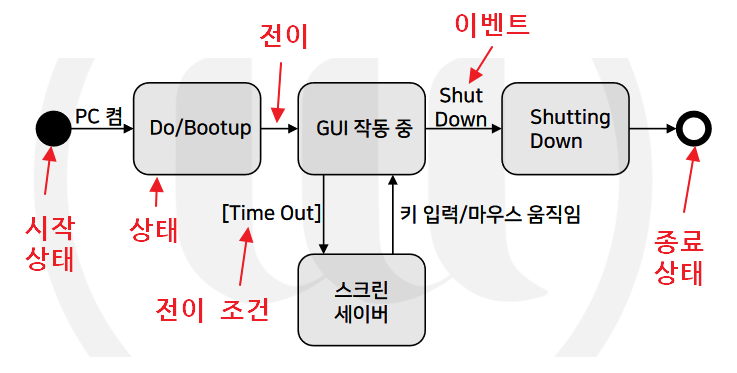 전이
이벤트
PC 켬
Do/Bootup
GUI 작동 중
Shut
Down
Shutting
Down
시작
상태
상태
[Time Out]
키 입력/마우스 움직임
종료
상태
전이 조건
스크린
세이버